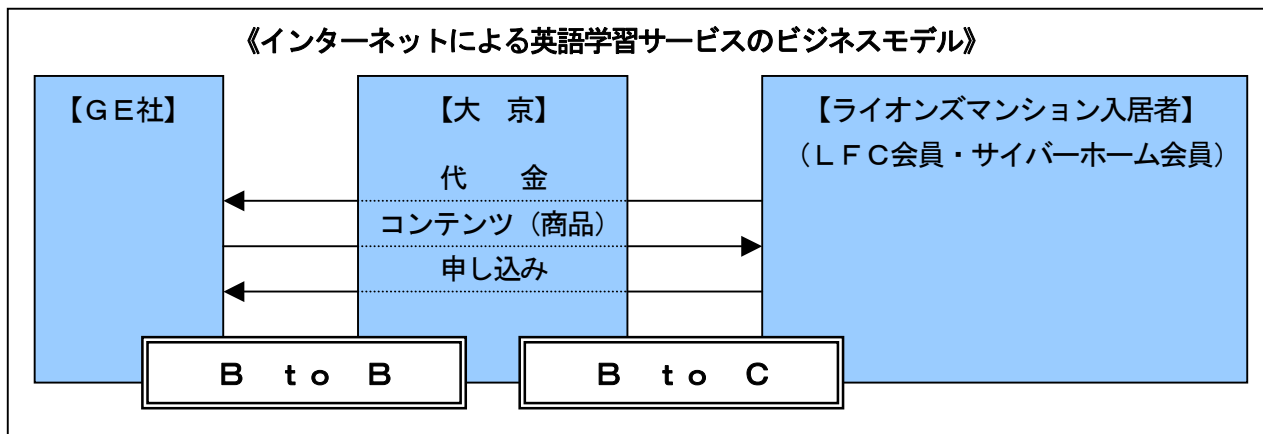 《インターネットによる英語学習サービスのビジネスモデル》
【ＧＥ社】
【大　京】
【ライオンズマンション入居者】
（ＬＦＣ会員・サイバーホーム会員）
代　　金
コンテンツ（商品）
申し込み
Ｂ　ｔｏ　Ｂ
Ｂ　ｔｏ　Ｃ